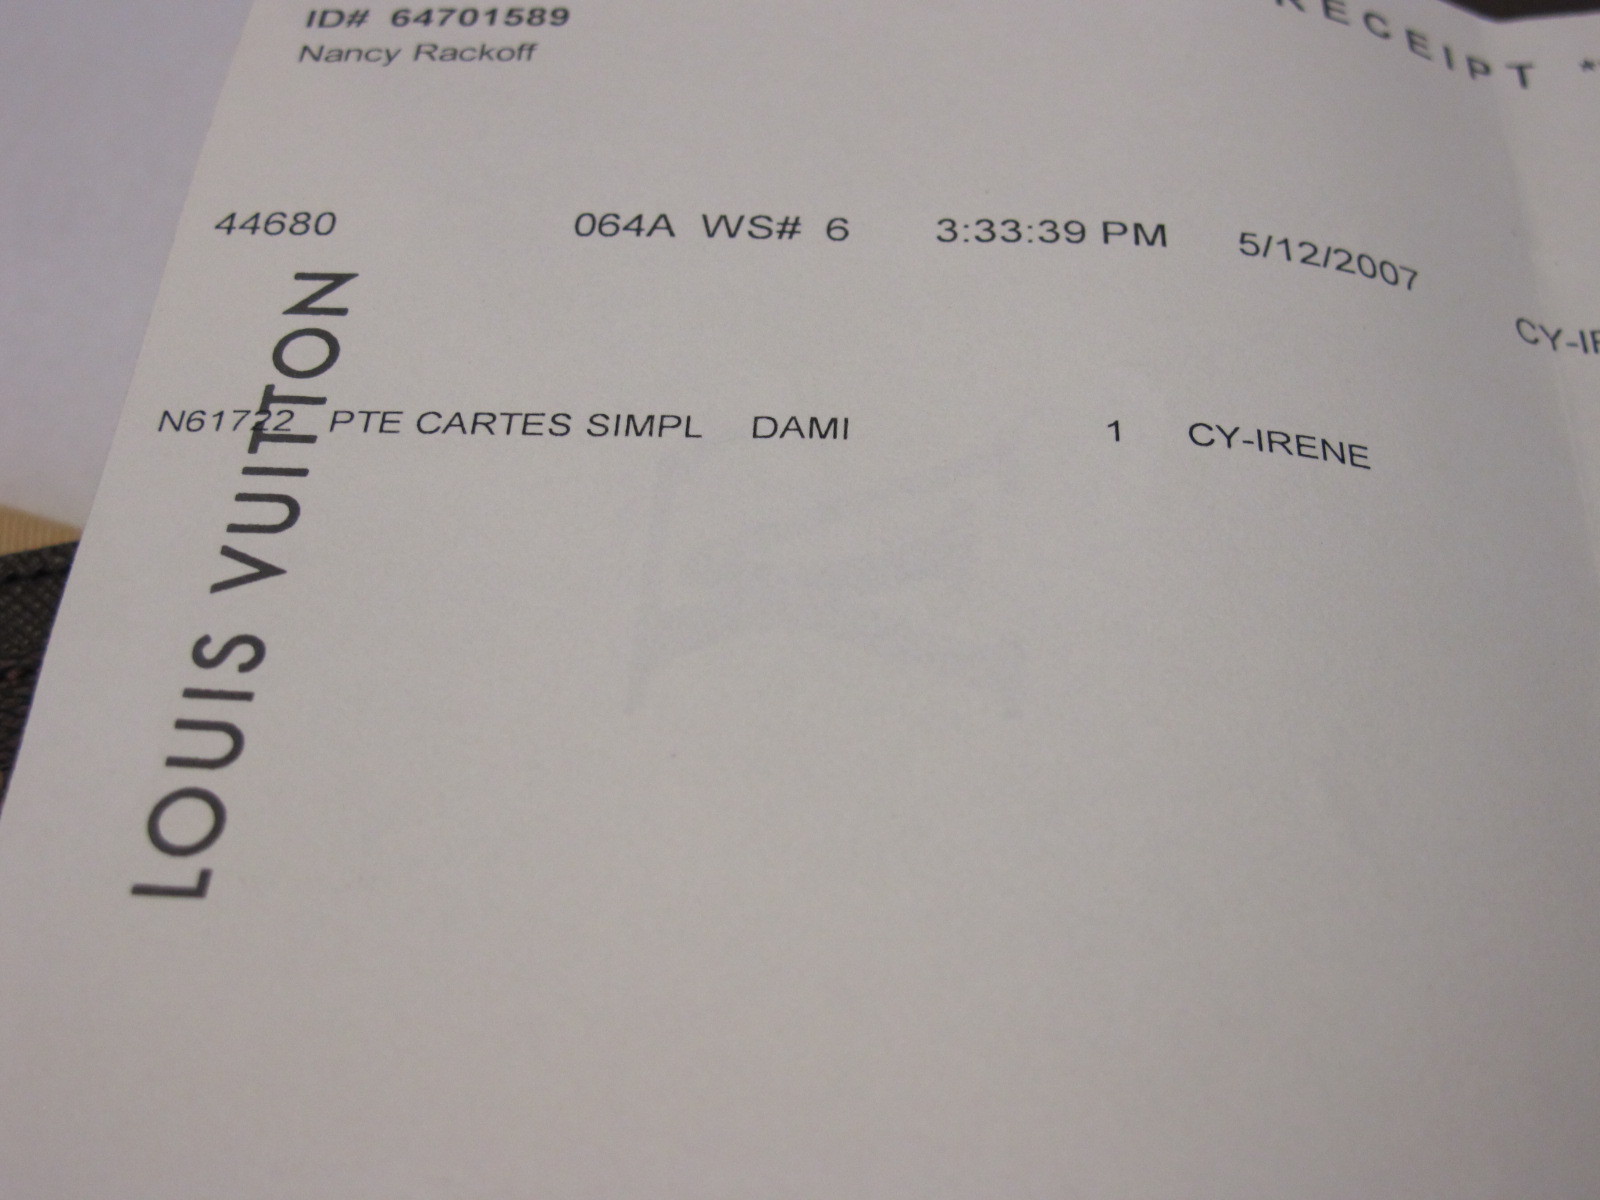 RECEIPT *
ID# 64701589
Nancy Rackoff
44680 064A WS# 6 3:33:39 PM 5/12/2007
N61722 PTE CARTES SIMPL DAMI 1 CY-IRENE
LOUIS VUITTON